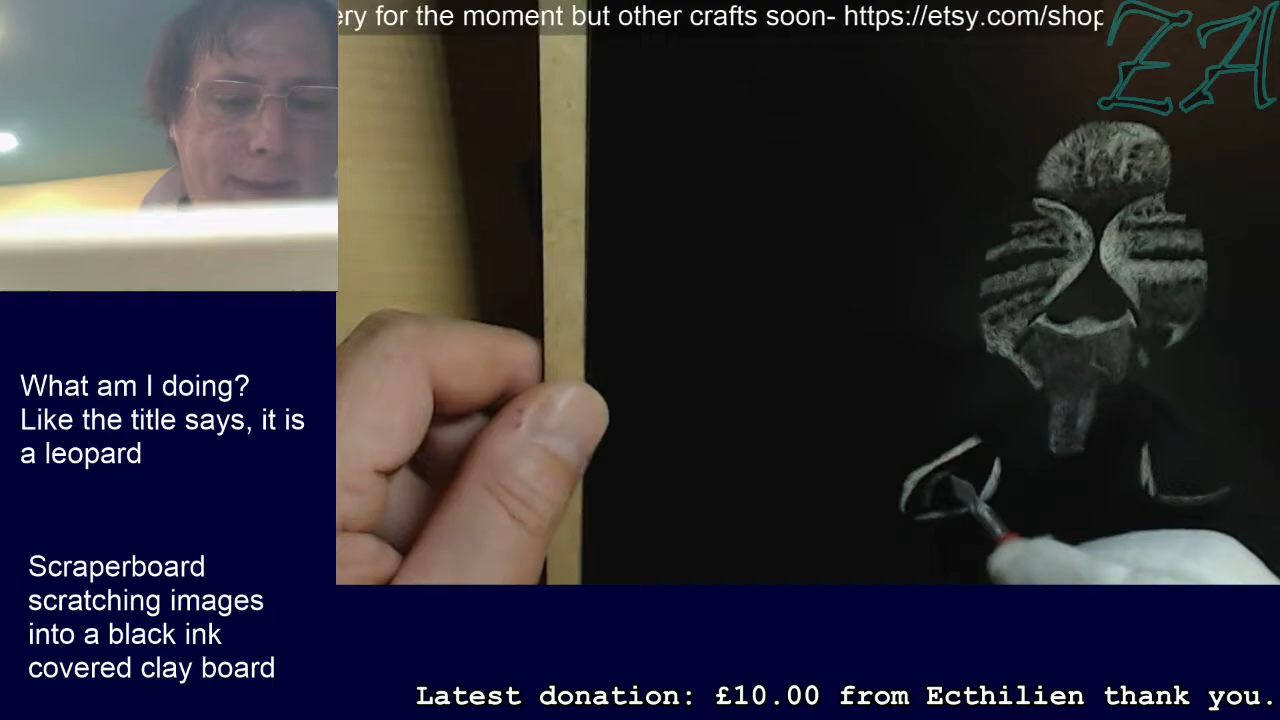 ery for the moment but other crafts soon- https://etsy.com/shop
ZA
What am I doing?
Like the title says, it is
a leopard
Scraperboard
scratching images
into a black ink
covered clay board
Latest donation: £10.00 from Ecthilien thank you.